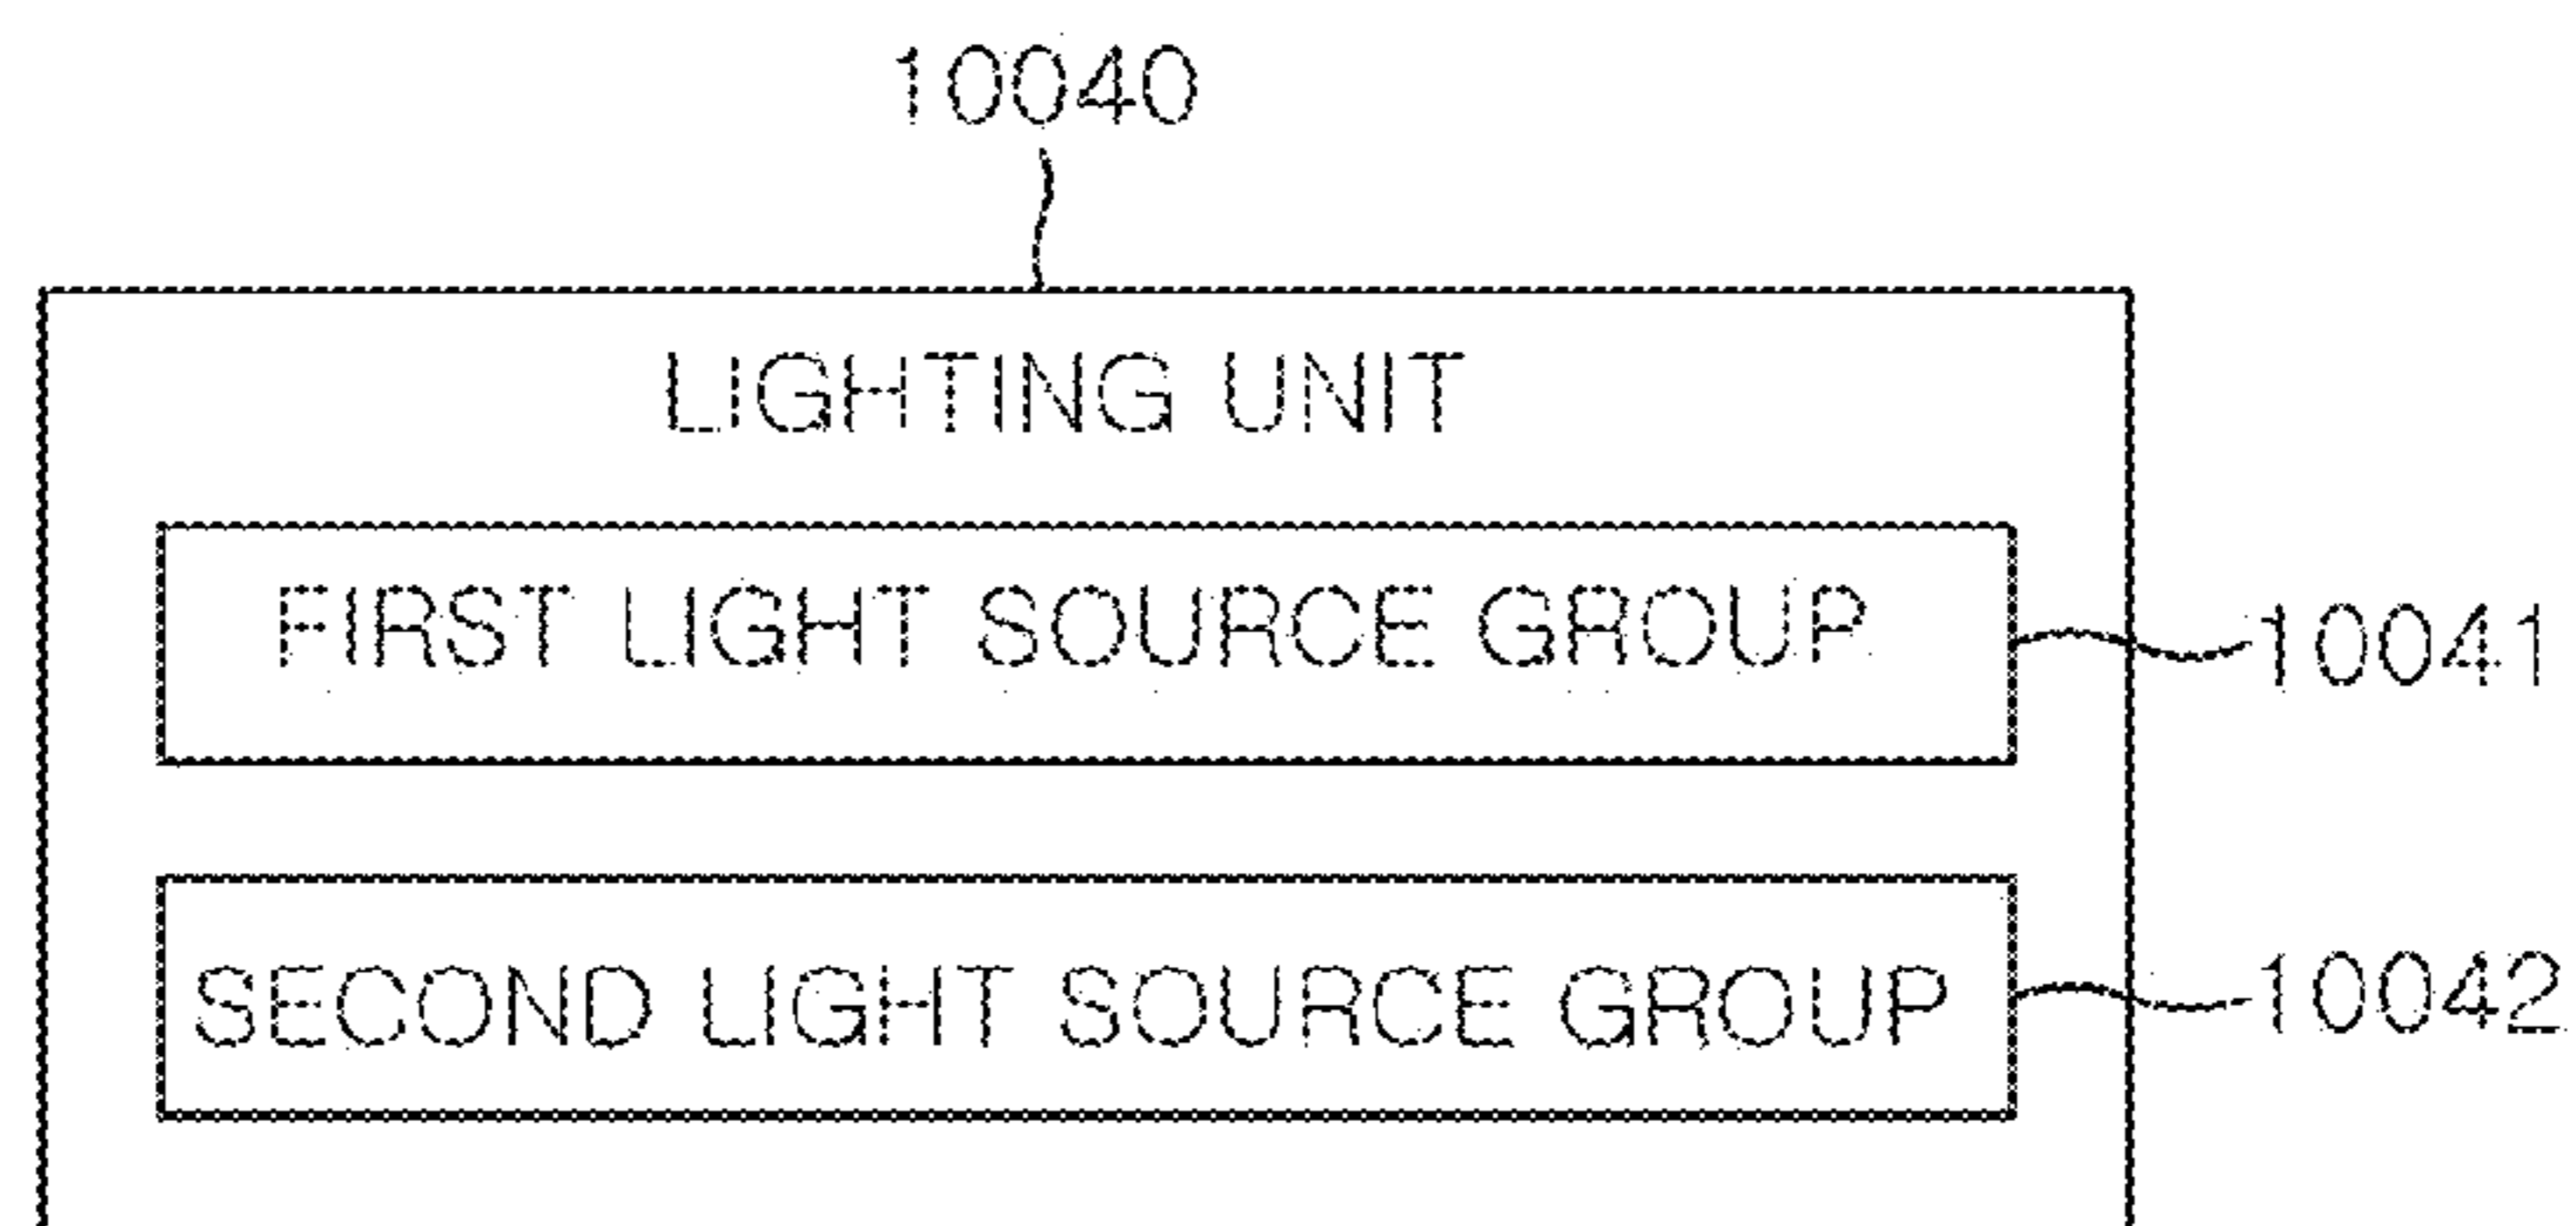 10040
LIGHTING UNIT
FIRST LIGHT SOURCE GROUP
10041
SECOND LIGHT SOURCE GROUP
10042